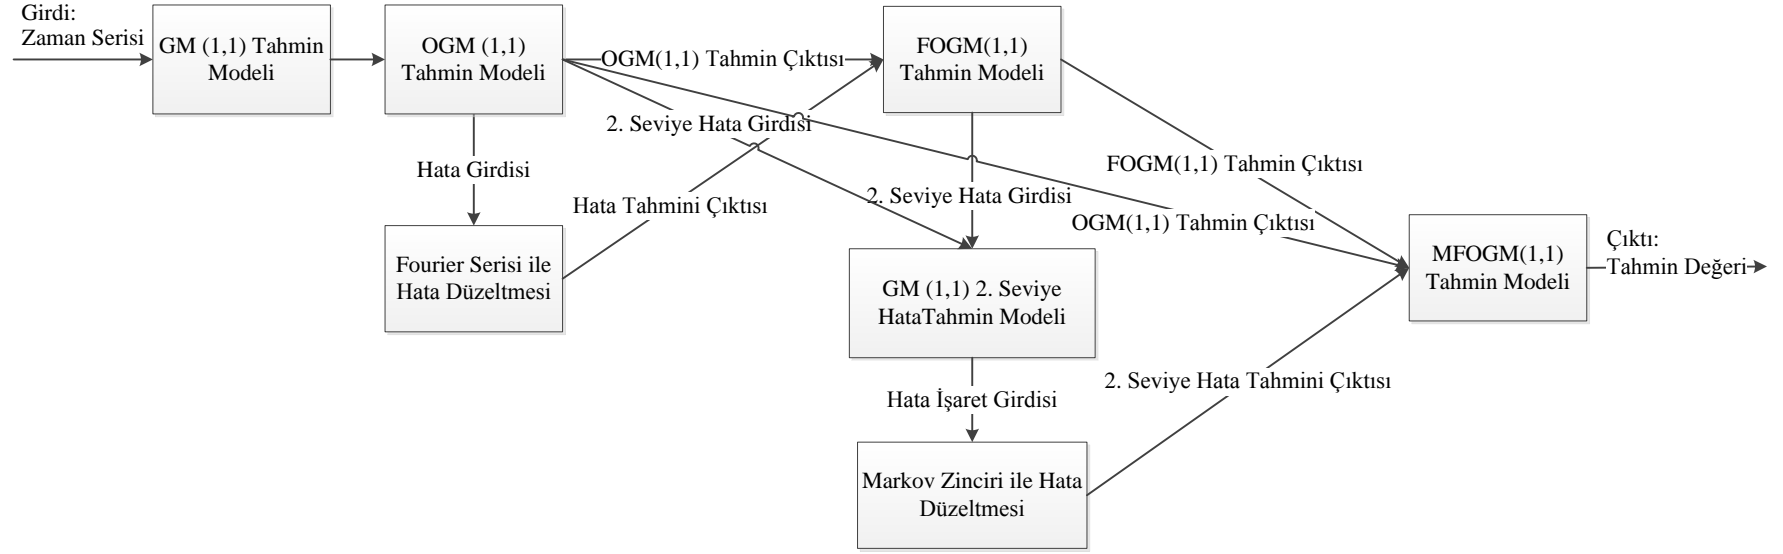 Girdi:
Zaman Serisi
GM (1,1) Tahmin
Modeli
OGM (1,1)
Tahmin Modeli
OGM(1,1) Tahmin Çıktısı
FOGM(1,1)
Tahmin Modeli
2. Seviye Hata Girdisi
Hata Girdisi
FOGM(1,1) Tahmin Çıktısı
Hata Tahmini Çıktısı
2. Seviye Hata Girdisi
OGM(1,1) Tahmin Çıktısı
Fourier Serisi ile
Hata Düzeltmesi
GM (1,1) 2. Seviye
HataTahmin Modeli
MFOGM(1,1)
Tahmin Modeli
Çıktı:
Tahmin Değeri
2. Seviye Hata Tahmini Çıktısı
Hata İşaret Girdisi
Markov Zinciri ile Hata
Düzeltmesi